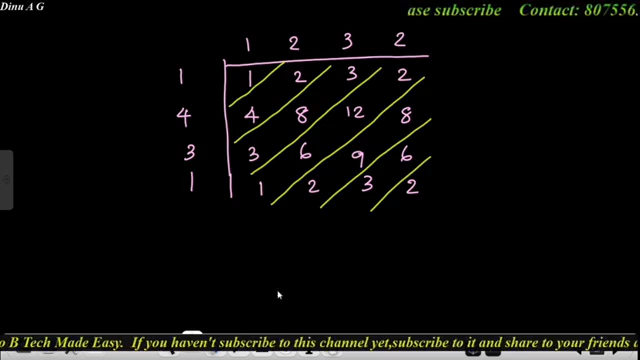 Dinu A G
ase subscribe Contact: 807556.
1 2 3 2
1 1 2 3 2
4 4 8 12 8
3 3 6 9 6
1 1 2 3 2
o B Tech Made Easy. If you haven't subscribe to this channel yet,subscribe to it and share to your friends a